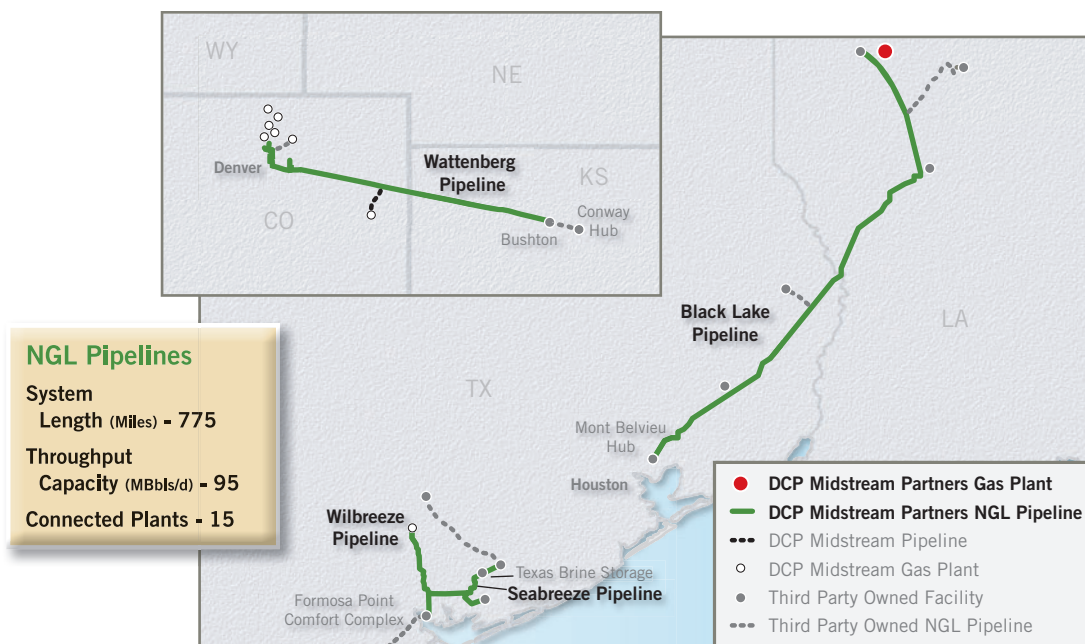 WY
NE
Denver
Wattenberg
Pipeline
KS
CO
Conway
Hub
Bushton
Black Lake
Pipeline
LA
NGL Pipelines
System
Length (Miles) - 775
Throughput
Capacity (MBbls/d) - 95
Connected Plants - 15
TX
Mont Belvieu
Hub
Houston
Wilbreeze
Pipeline
Texas Brine Storage
Seabreeze Pipeline
Formosa Point
Comfort Complex
DCP Midstream Partners Gas Plant
DCP Midstream Partners NGL Pipeline
DCP Midstream Pipeline
DCP Midstream Gas Plant
Third Party Owned Facility
Third Party Owned NGL Pipeline